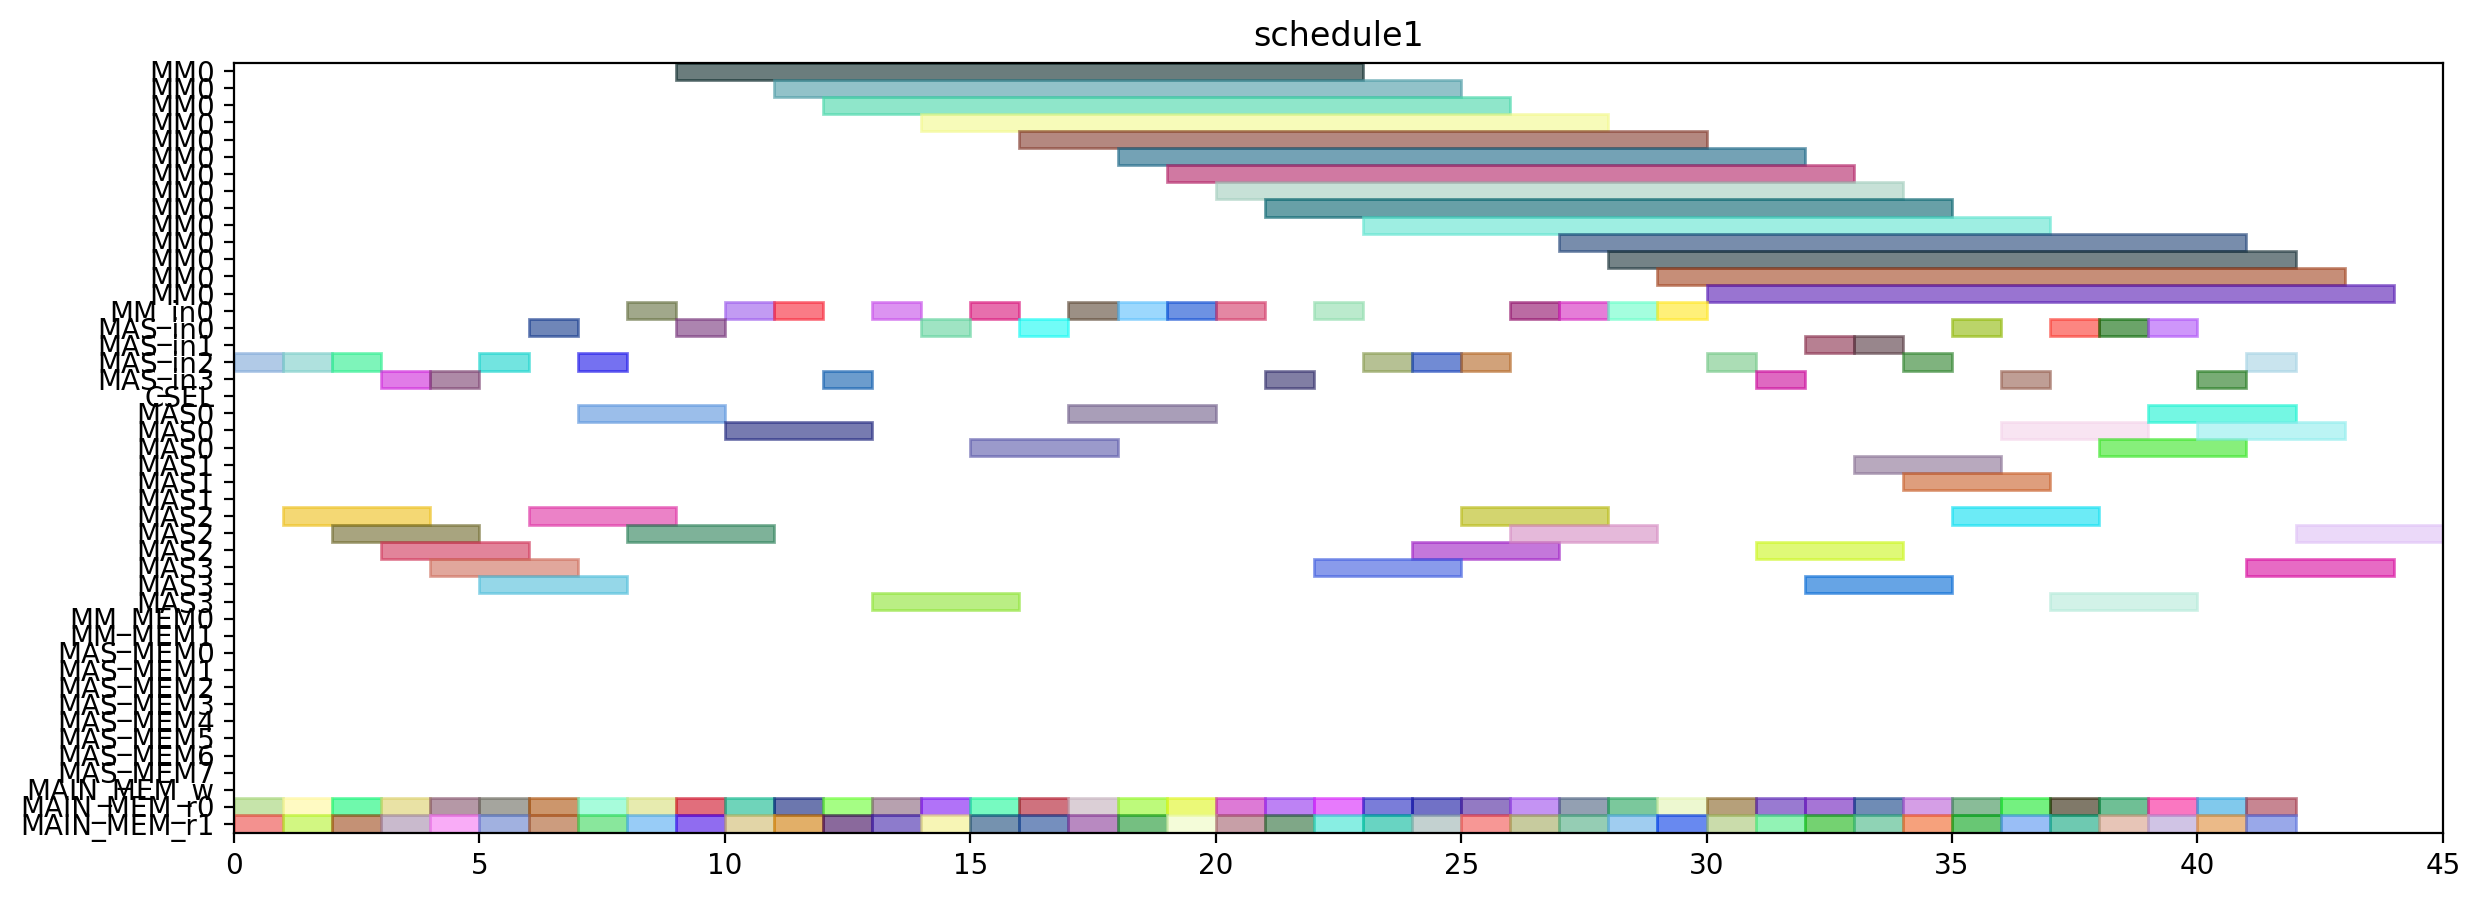 schedule1
MM0
MM0
MM0
MM0
MM0
MM0
MM0
MM0
MM0
MM0
MM0
MM0
MM0
MM0
MM_in0
MAS_in0
MAS_in1
MAS_in2
MAS_in3
CSEL
MAS0
MAS0
MAS0
MAS1
MAS1
MAS1
MAS2
MAS2
MAS2
MAS3
MAS3
MAS3
MM_MEM0
MM_MEM1
MAS_MEM0
MAS_MEM1
MAS_MEM2
MAS_MEM3
MAS_MEM4
MAS_MEM5
MAS_MEM6
MAS_MEM7
MAIN_MEM_w
MAIN_MEM_r0
MAIN_MEM_r1
0 5 10 15 20 25 30 35 40 45